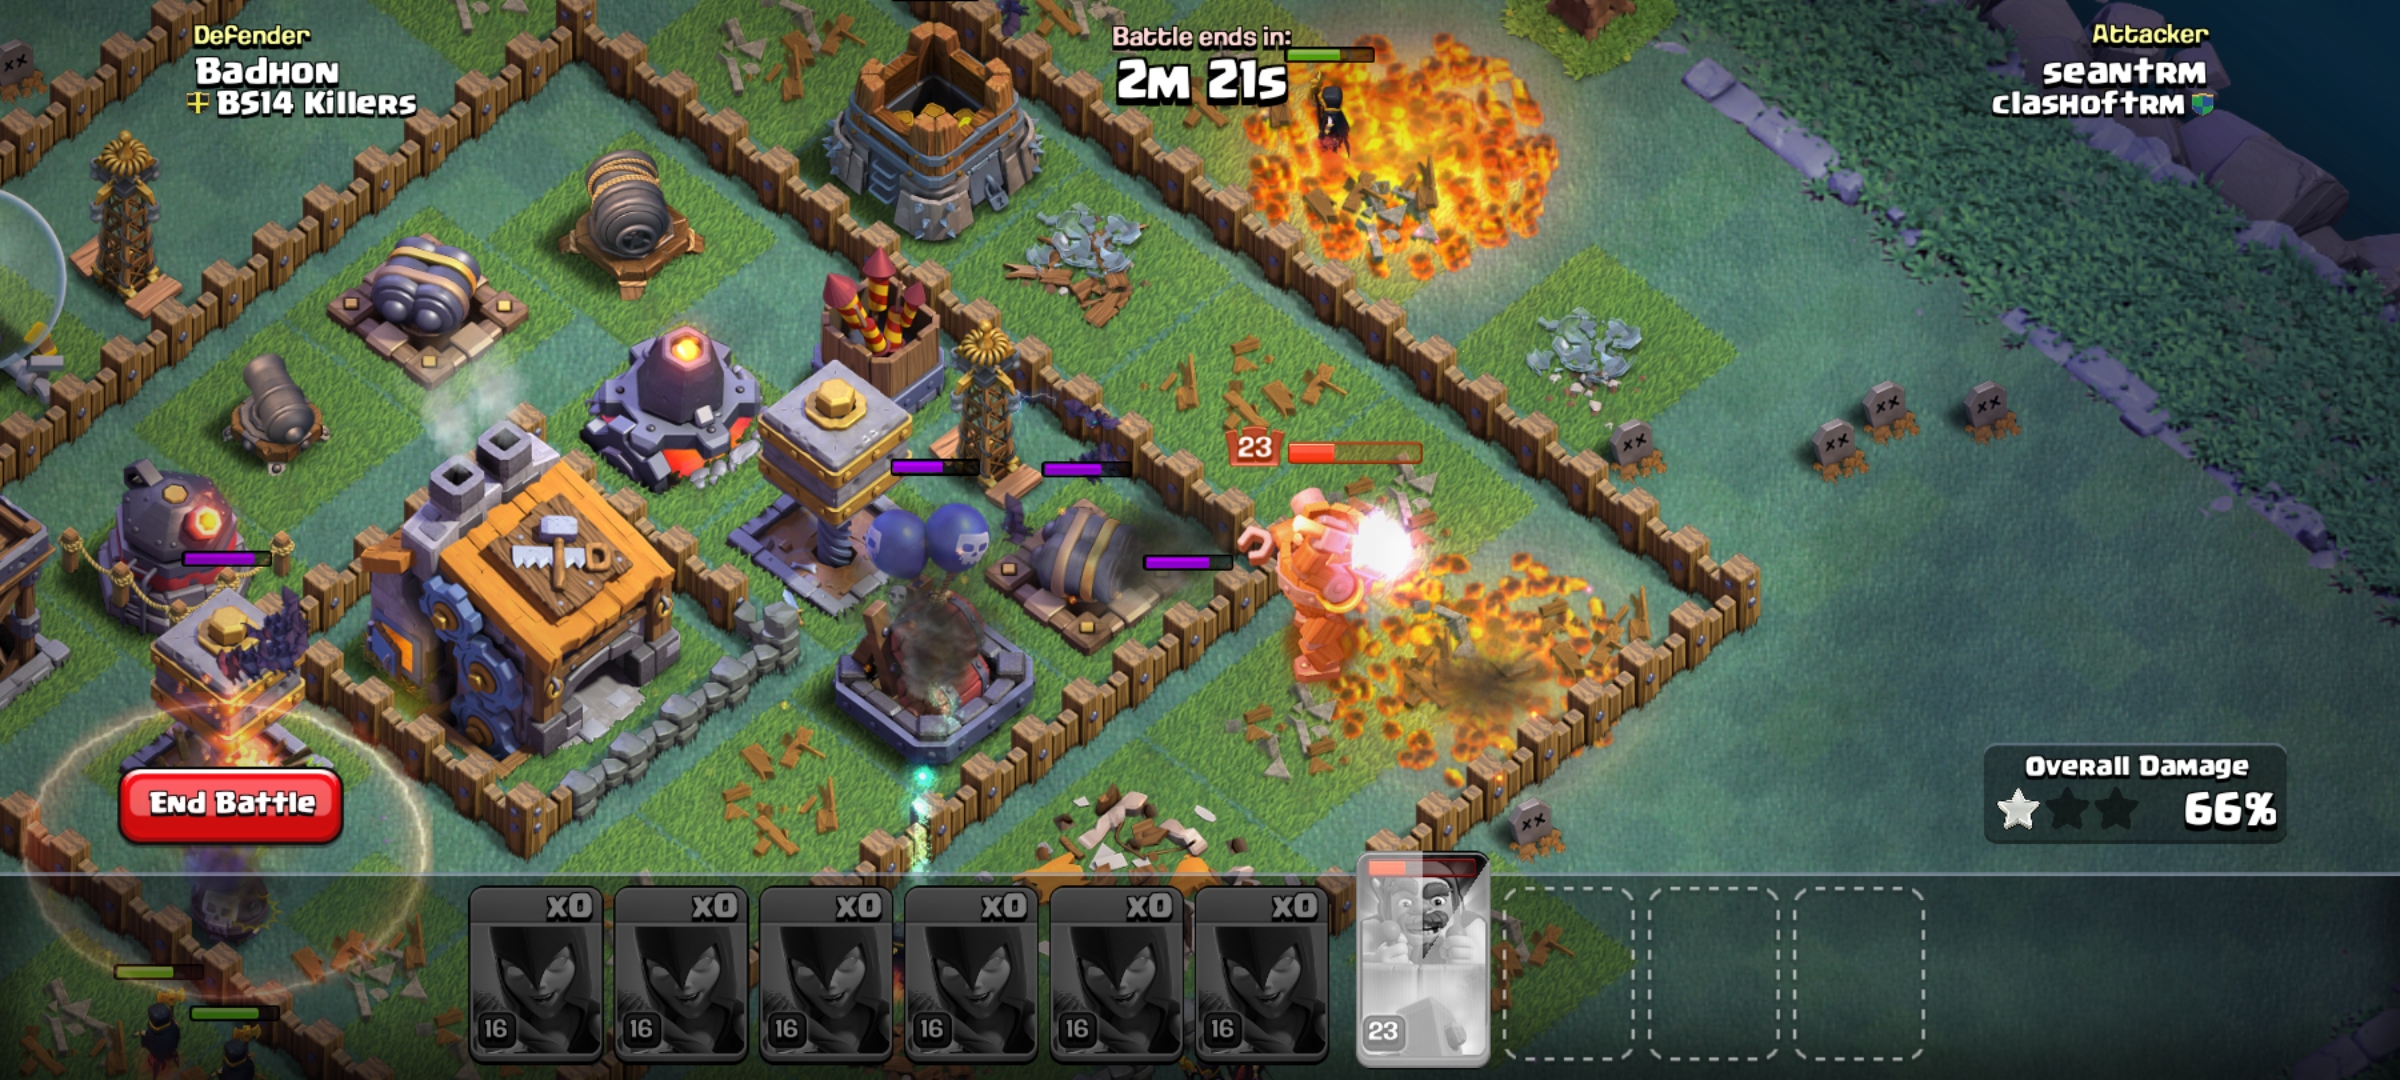 Defender
Badhon
BS14 Killers
Battle ends in:
2m 21s
Attacker
seantrm
clashoftrm
23
End Battle
Overall Damage
66%
x0
x0
x0
x0
x0
x0
16
16
16
16
16
16
23